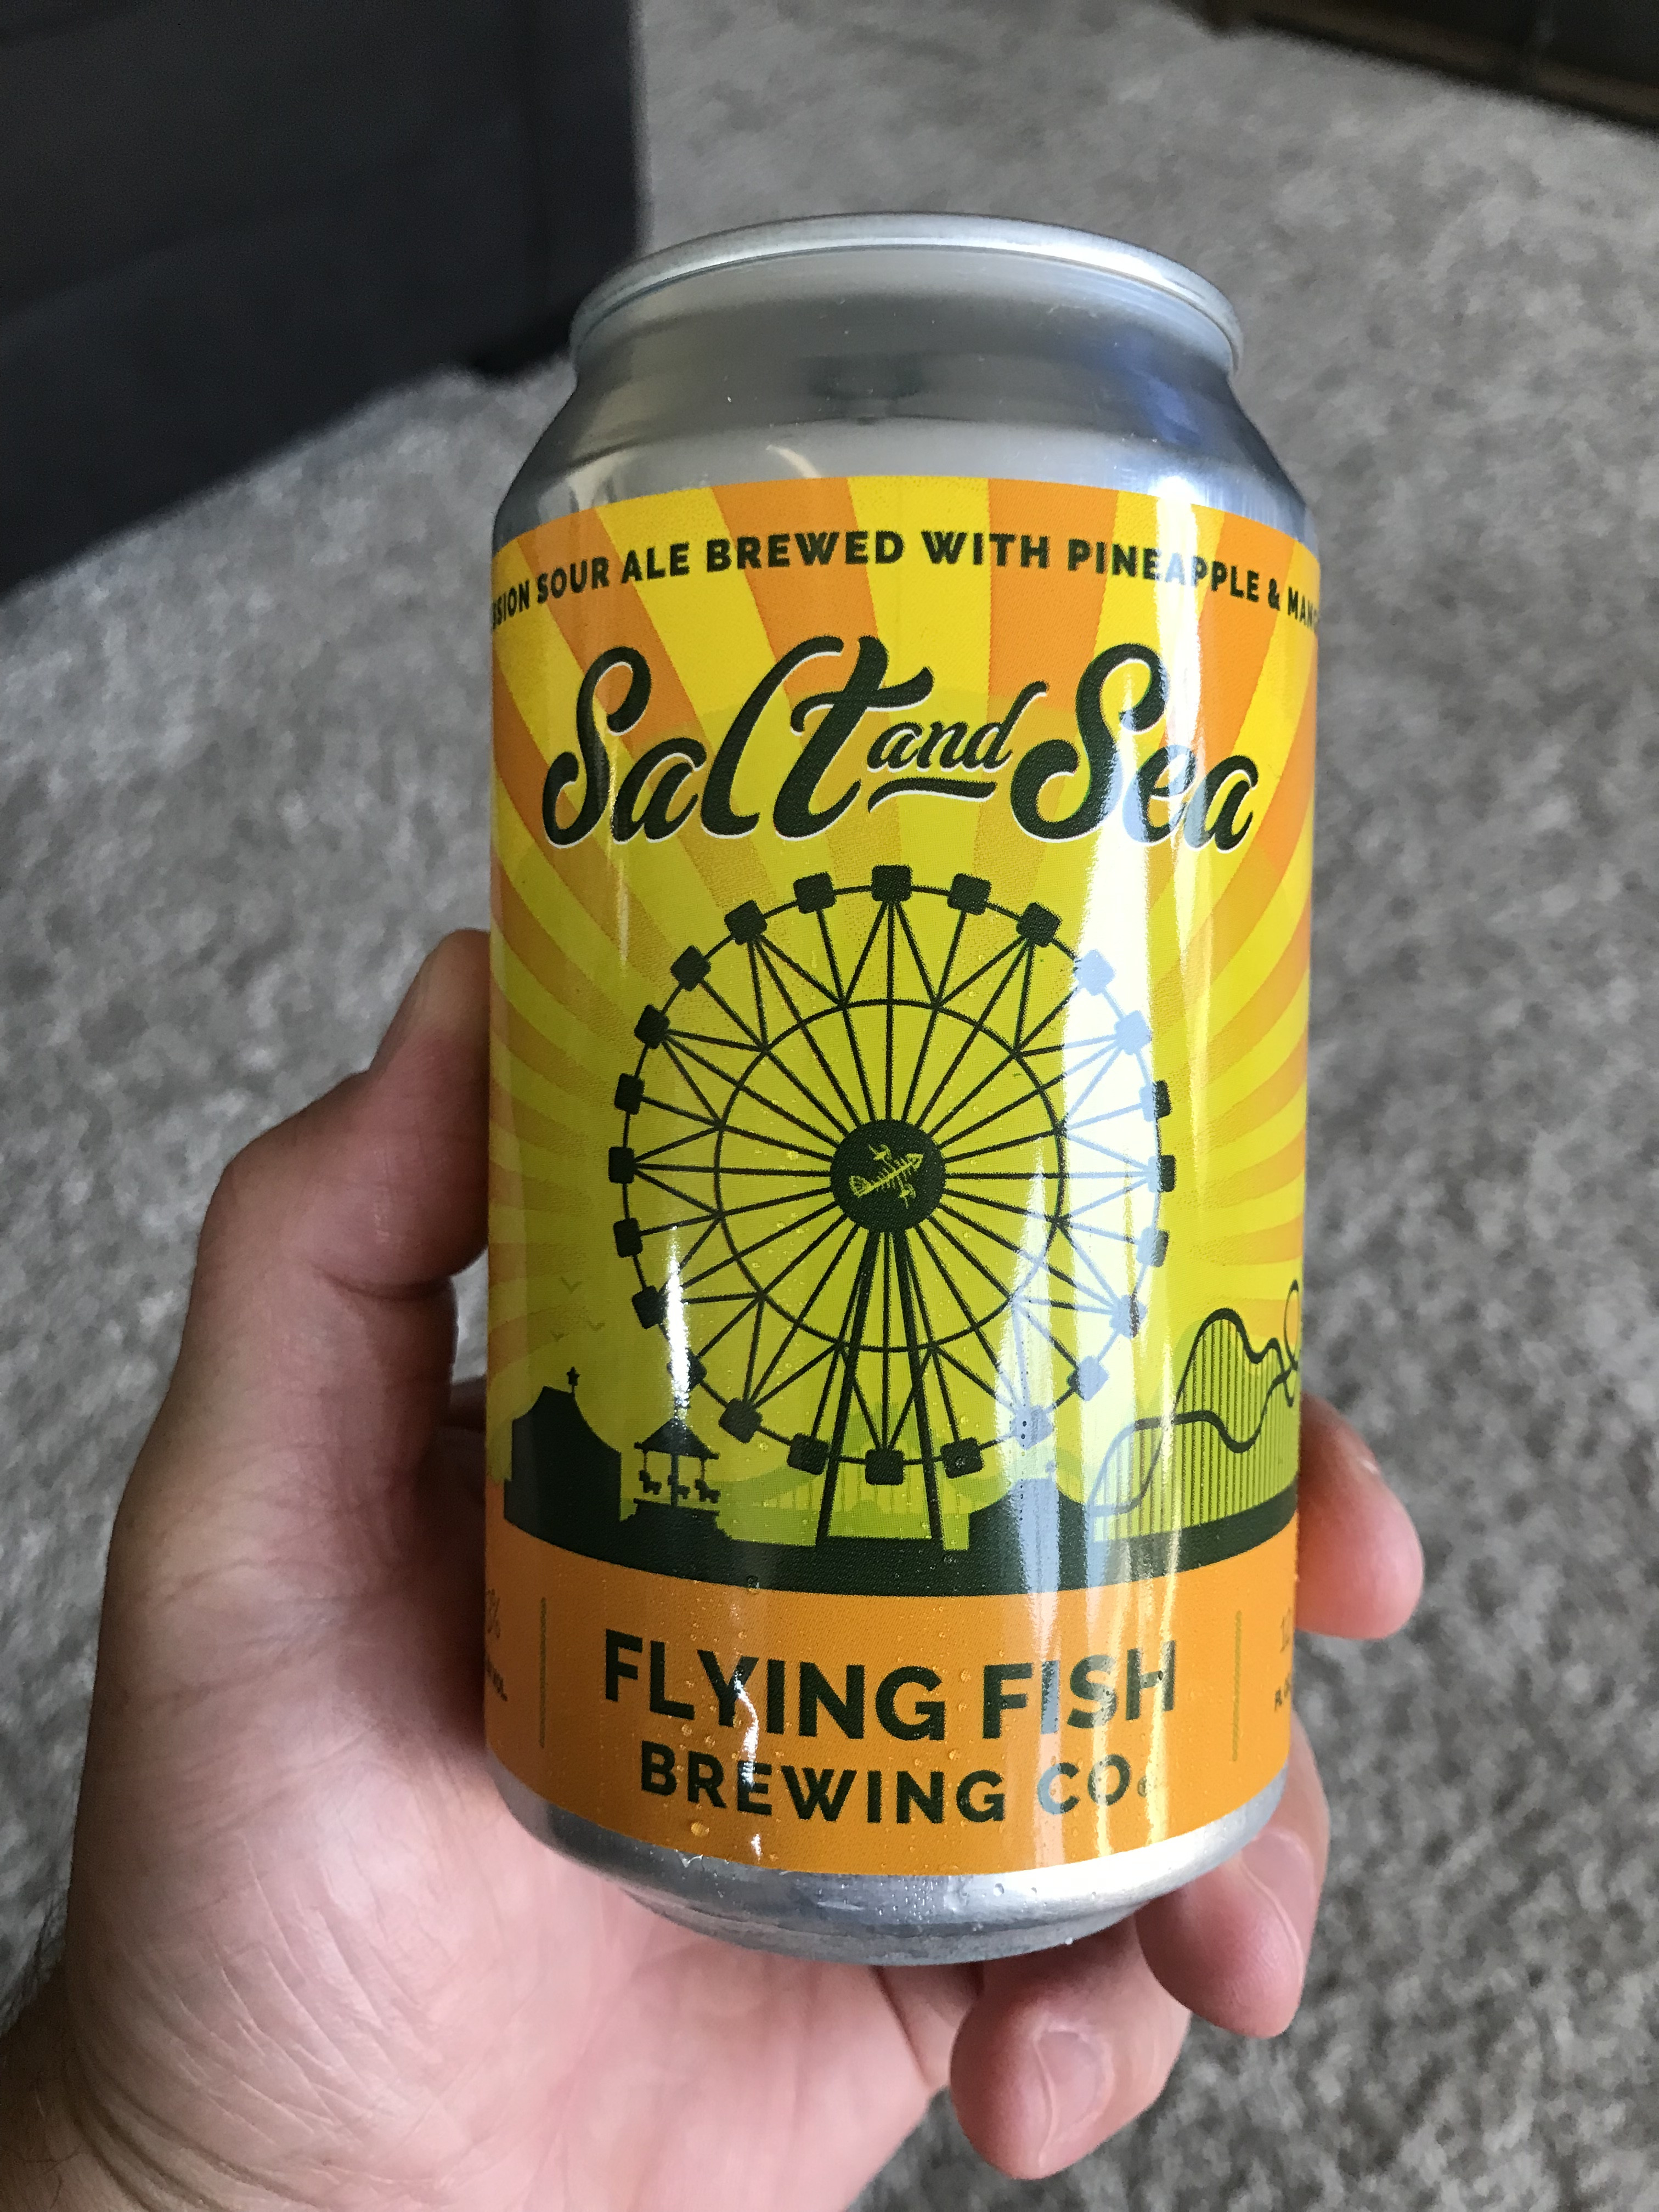 SOUR ALE BREWED WITH PINEAPPLE &
Salt and Sea
FLYING FISH
BREWING CO.